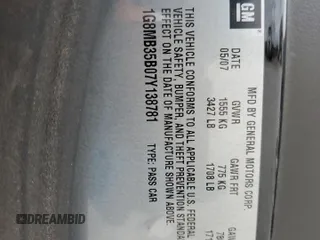 GM
MFD BY GENERAL MOTORS CORP
DATE GVWR GAWR FRT
05/07 1555 KG 775 KG
3427 LB 1708 LB
THIS VEHICLE CONFORMS TO ALL APPLICABLE U.S. FEDERAL
VEHICLE SAFETY, BUMPER, AND THEFT PREVENTION
EFFECT ON THE DATE OF MANUFACTURE SHOWN ABOVE.
1G8MB35B07Y138781 TYPE: PASS CAR
DREAMBID